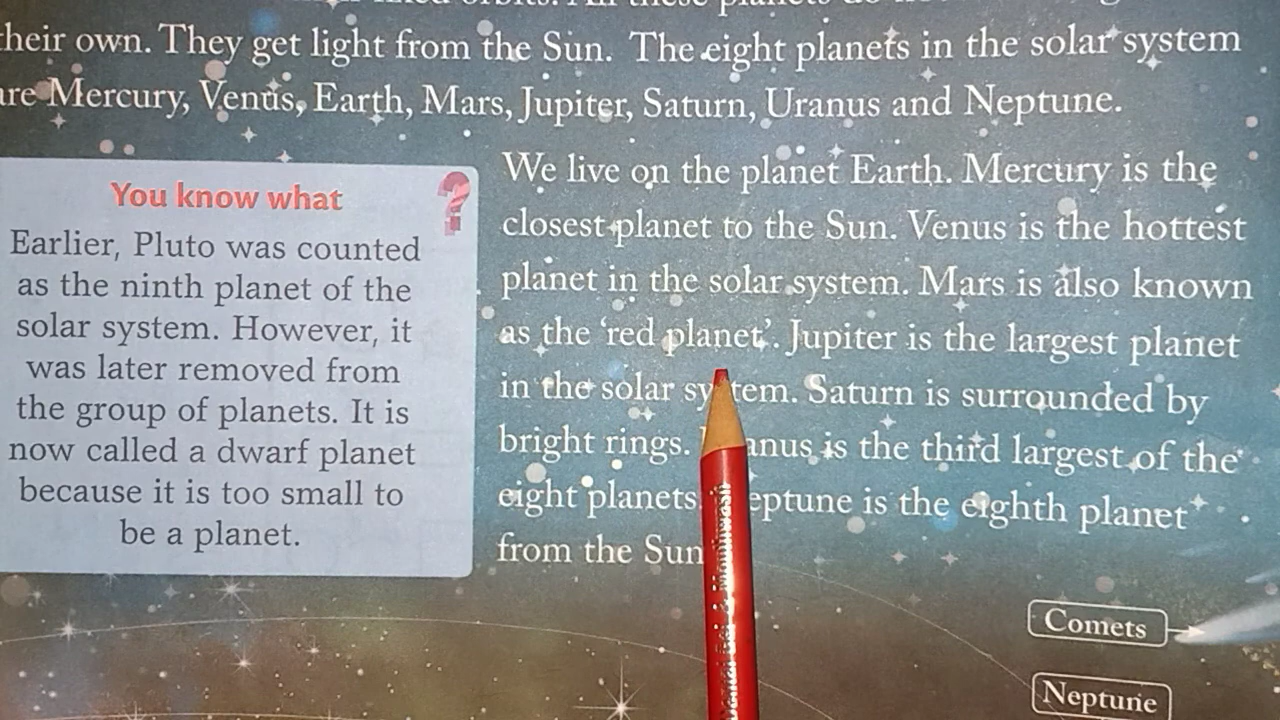 their own. They get light from the Sun. The eight planets in the solar system
are Mercury, Venus, Earth, Mars, Jupiter, Saturn, Uranus and Neptune.
You know what
?
Earlier, Pluto was counted
as the ninth planet of the
solar system. However, it
was later removed from
the group of planets. It is
now called a dwarf planet
because it is too small to
be a planet.
We live on the planet Earth. Mercury is the
closest planet to the Sun. Venus is the hottest
planet in the solar system. Mars is also known
as the ‘red planet’. Jupiter is the largest planet
in the solar system. Saturn is surrounded by
bright rings. Uranus is the third largest of the
eight planets. Neptune is the eighth planet
from the Sun
Comets
Neptune